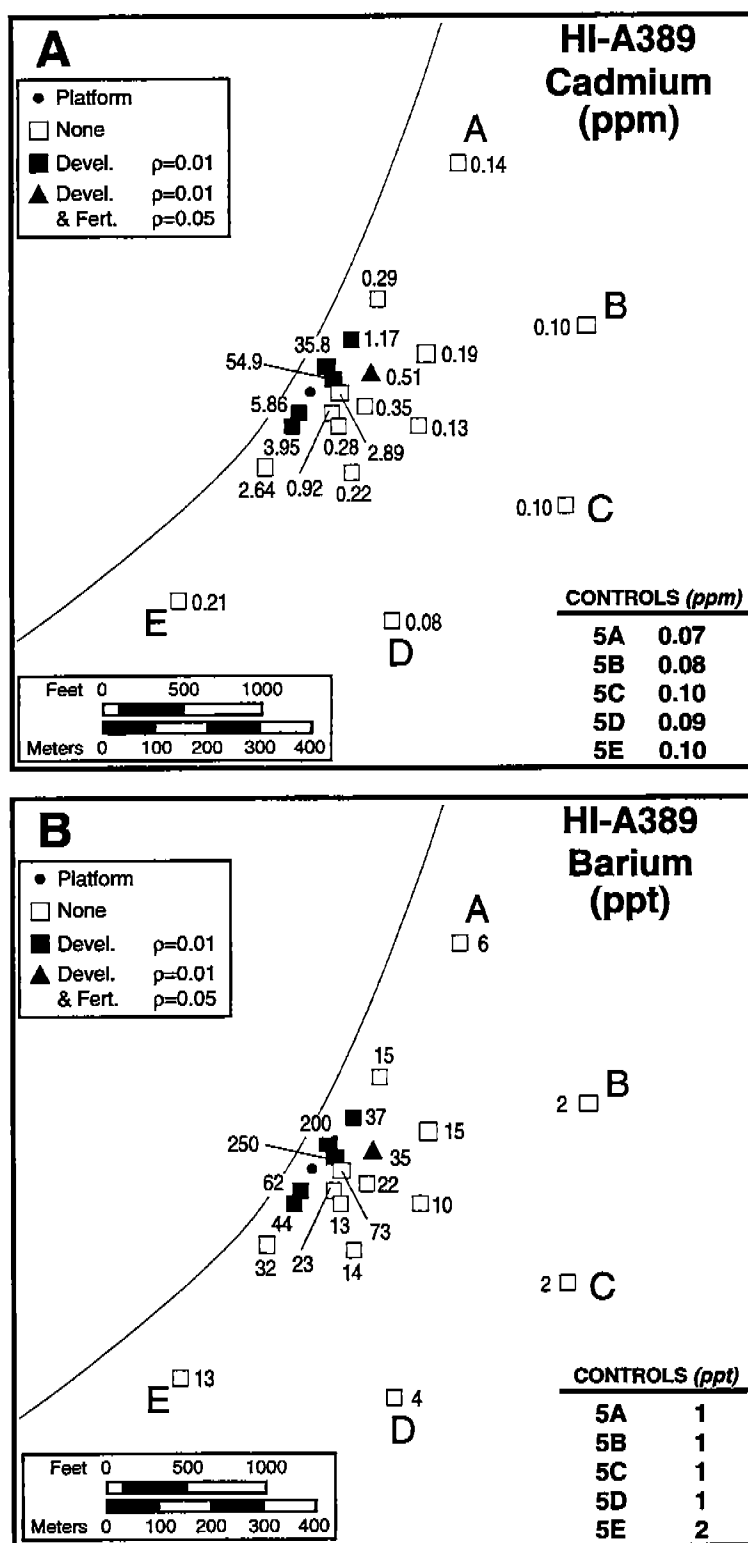 A
HI-A389
Cadmium
(ppm)
Platform
None
Devel. ρ=0.01
Devel. ρ=0.01
& Fert. ρ=0.05
A
0.14
0.29
B
0.10
1.17
35.8
0.19
54.9
0.51
5.86
0.35
0.13
3.95
0.28
2.89
2.64
0.92
0.22
0.10
C
0.21
E
0.08
D
CONTROLS (ppm)
5A 0.07
5B 0.08
5C 0.10
5D 0.09
5E 0.10
Feet 0 500 1000
Meters 0 100 200 300 400
B
HI-A389
Barium
(ppt)
Platform
None
Devel. ρ=0.01
Devel. ρ=0.01
& Fert. ρ=0.05
A
6
15
B
2
37
200
15
250
35
62
22
10
44
13
73
32
23
14
2
C
13
E
4
D
CONTROLS (ppt)
5A 1
5B 1
5C 1
5D 1
5E 2
Feet 0 500 1000
Meters 0 100 200 300 400